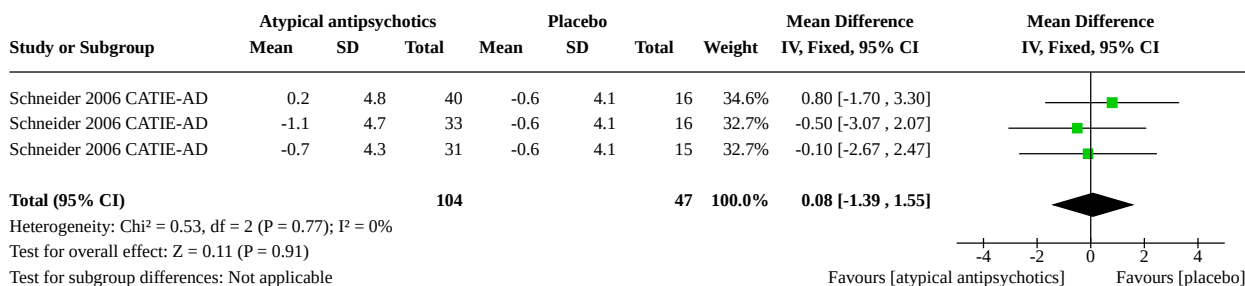 Atypical antipsychotics Placebo Mean Difference Mean Difference
Study or Subgroup Mean SD Total Mean SD Total Weight IV, Fixed, 95% CI IV, Fixed, 95% CI
Schneider 2006 CATIE-AD 0.2 4.8 40 -0.6 4.1 16 34.6% 0.80 [-1.70 , 3.30]
Schneider 2006 CATIE-AD -1.1 4.7 33 -0.6 4.1 16 32.7% -0.50 [-3.07 , 2.07]
Schneider 2006 CATIE-AD -0.7 4.3 31 -0.6 4.1 15 32.7% -0.10 [-2.67 , 2.47]
Total (95% CI) 104 47 100.0% 0.08 [-1.39 , 1.55]
Heterogeneity: Chi² = 0.53, df = 2 (P = 0.77); I² = 0%
Test for overall effect: Z = 0.11 (P = 0.91)
-4 -2 0 2 4
Test for subgroup differences: Not applicable Favours [atypical antipsychotics] Favours [placebo]